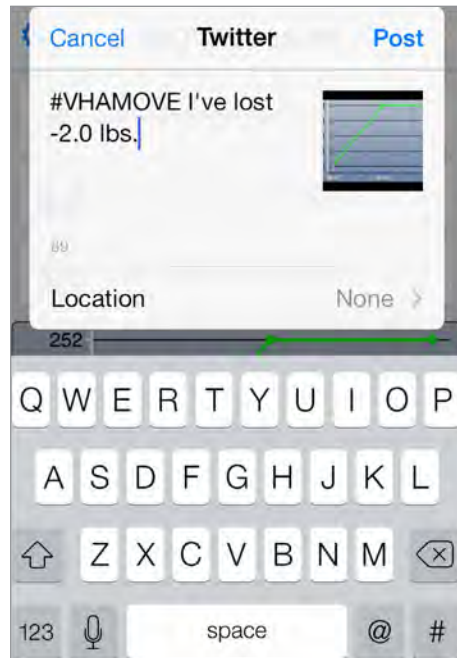 Cancel Twitter Post
#VHAMOVE I've lost
-2.0 lbs.
89
Location None >
252
Q W E R T Y U I O P
A S D F G H J K L
Z X C V B N M
123 space @ #